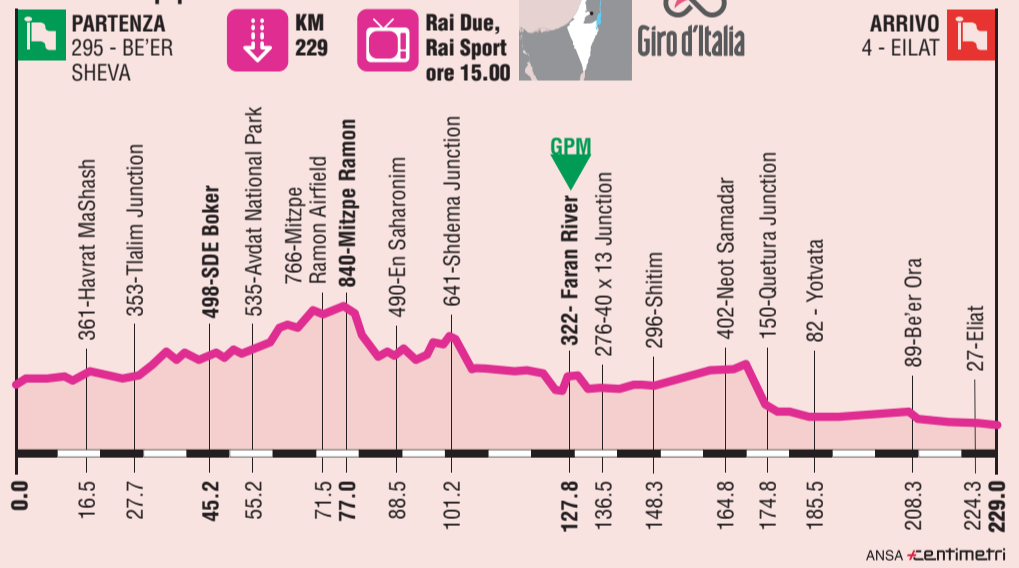 PARTENZA
295 - BE'ER
SHEVA
KM
229
Rai Due,
Rai Sport
ore 15.00
Giro d'Italia
ARRIVO
4 - EILAT
361-Havrat MaShash
353-Tlalim Junction
498-SDE Boker
535-Avdat National Park
766-Mitzpe
Ramon Airfield
840-Mitzpe Ramon
490-En Saharonim
641-Shdema Junction
GPM
322- Faran River
276-40 x 13 Junction
296-Shitim
402-Neot Samadar
150-Quetura Junction
82 - Yotvata
89-Be'er Ora
27-Eliat
0.0
16.5
27.7
45.2
55.2
71.5
77.0
88.5
101.2
127.8
136.5
148.3
164.8
174.8
185.5
208.3
224.3
229.0
ANSA centimetri